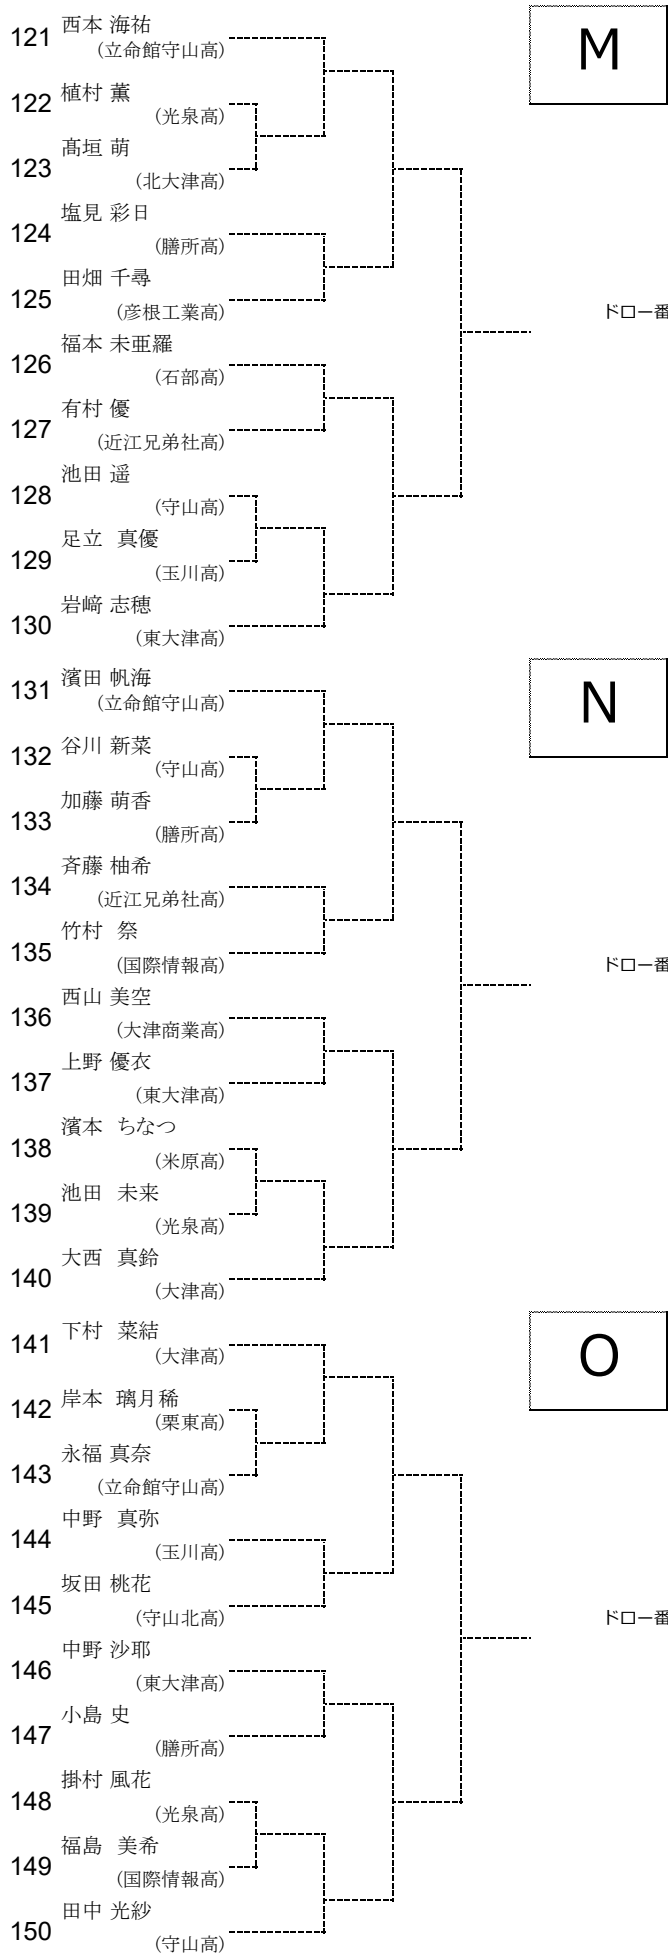 M
121 西本 海祐
(立命館守山高)
122 植村 薫
(光泉高)
123 髙垣 萌
(北大津高)
124 塩見 彩日
(膳所高)
125 田畑 千尋
(彦根工業高)
ドロー番
126 福本 未亜羅
(石部高)
127 有村 優
(近江兄弟社高)
128 池田 遥
(守山高)
129 足立 真優
(玉川高)
130 岩﨑 志穂
(東大津高)
N
131 濱田 帆海
(立命館守山高)
132 谷川 新菜
(守山高)
133 加藤 萌香
(膳所高)
134 斉藤 柚希
(近江兄弟社高)
135 竹村 祭
(国際情報高)
ドロー番
136 西山 美空
(大津商業高)
137 上野 優衣
(東大津高)
138 濱本 ちなつ
(米原高)
139 池田 未来
(光泉高)
140 大西 真鈴
(大津高)
O
141 下村 菜結
(大津高)
142 岸本 璃月稀
(栗東高)
143 永福 真奈
(立命館守山高)
144 中野 真弥
(玉川高)
145 坂田 桃花
(守山北高)
ドロー番
146 中野 沙耶
(東大津高)
147 小島 史
(膳所高)
148 掛村 風花
(光泉高)
149 福島 美希
(国際情報高)
150 田中 光紗
(守山高)